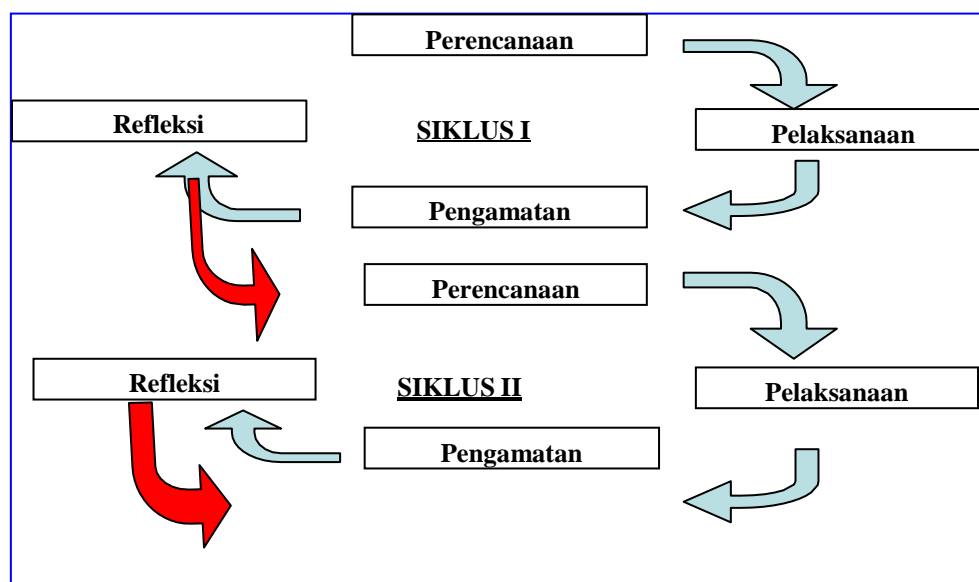 Perencanaan
Refleksi
SIKLUS I
Pelaksanaan
Pengamatan
Perencanaan
Refleksi
SIKLUS II
Pelaksanaan
Pengamatan